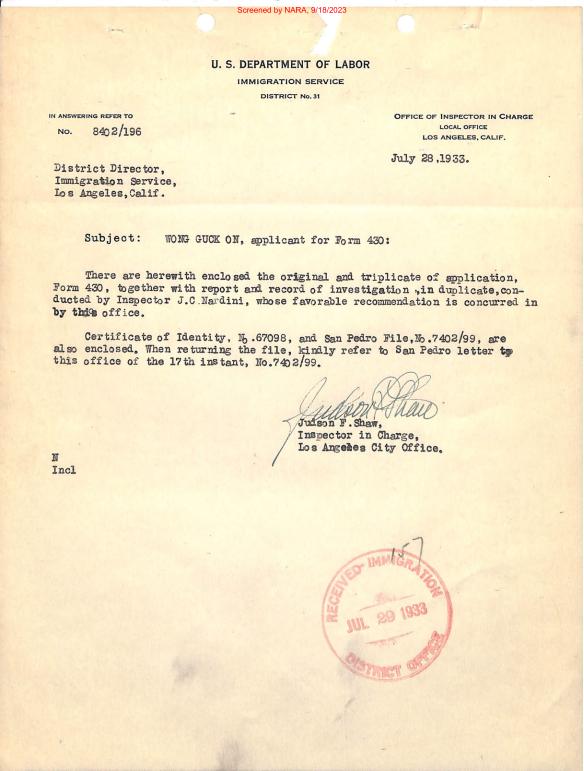 Screened by NARA, 9/18/2023
U. S. DEPARTMENT OF LABOR
IMMIGRATION SERVICE
DISTRICT No. 31
IN ANSWERING REFER TO
No. 8402/196
OFFICE OF INSPECTOR IN CHARGE
LOCAL OFFICE
LOS ANGELES, CALIF.
July 28,1933.
District Director,
Immigration Service,
Los Angeles,Calif.
Subject: WONG GUCK ON, applicant for Form 430:
There are herewith enclosed the original and triplicate of application,
Form 430, together with report and record of investigation ,in duplicate,con-
ducted by Inspector J.C.Nardini, whose favorable recommendation is concurred in
by this office.
Certificate of Identity, No.67098, and San Pedro File,No.7402/99, are
also enclosed. When returning the file, kindly refer to San Pedro letter to
this office of the 17th instant, No.7402/99.
Judson F Shaw
Judson F.Shaw,
Inspector in Charge,
Los Angeles City Office.
N
Incl
157
RECEIVED IMMIGRATION
JUL 29 1933
DISTRICT OFFICE